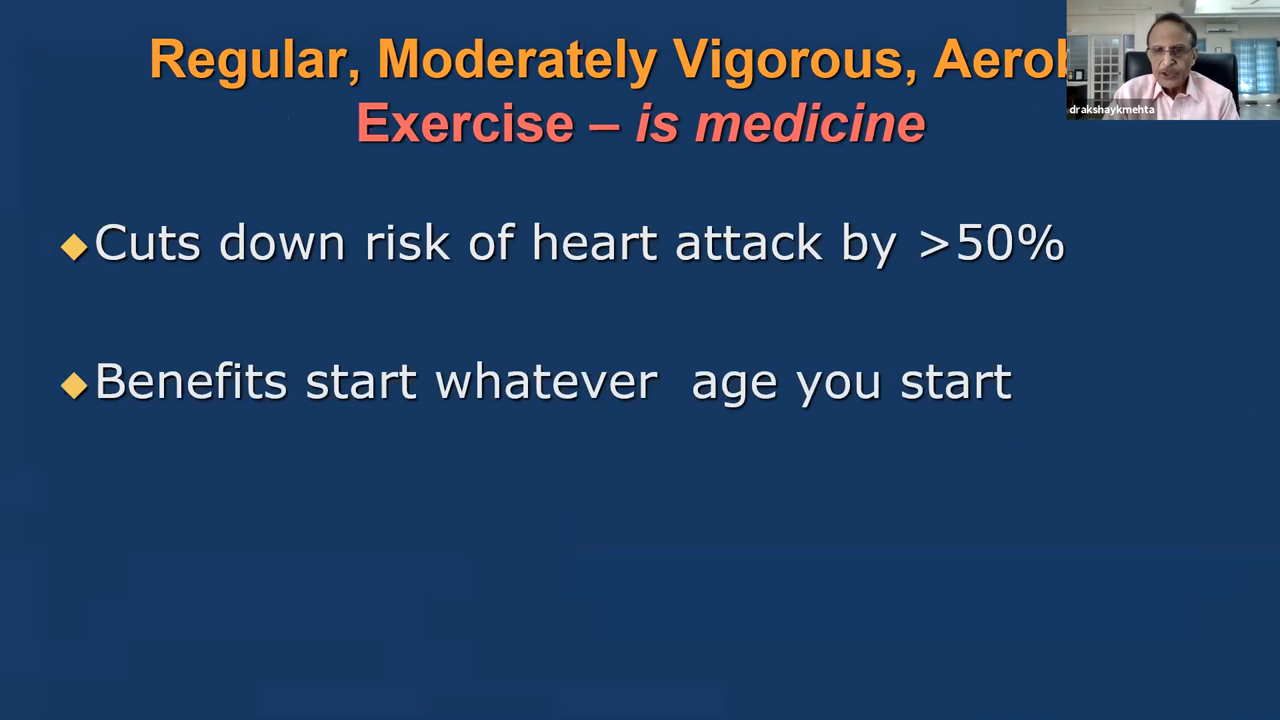 Regular, Moderately Vigorous, 
Exercise – is medicine
drakshaykmehta
Cuts down risk of heart attack by >50%
Benefits start whatever age you start